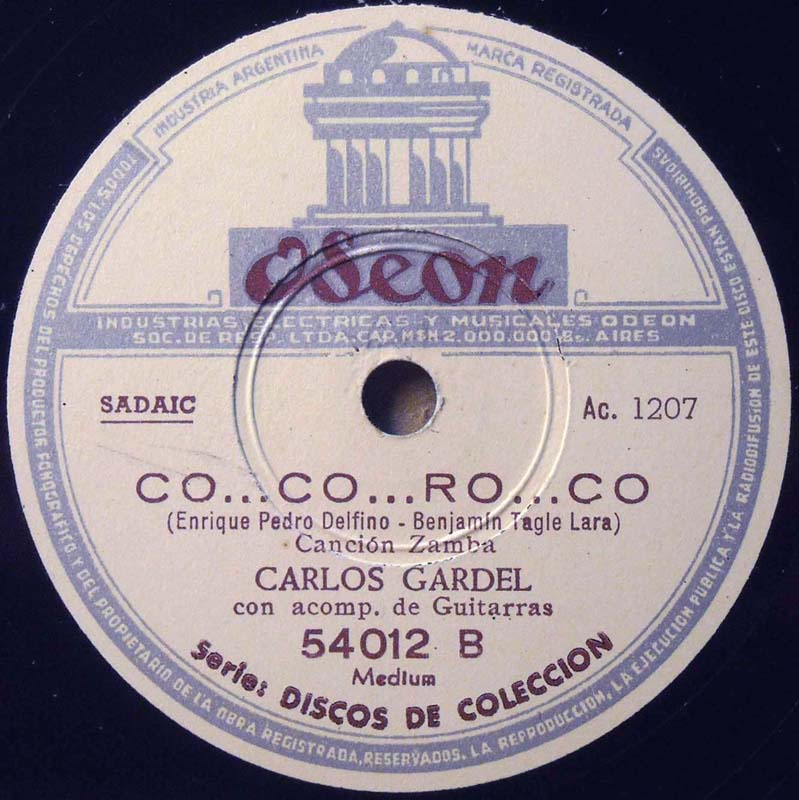 INDUSTRIA ARGENTINA
MARCA REGISTRADA
Odeon
INDUSTRIAS ELECTRICAS Y MUSICALES ODEON
SOC. DE RESP. LTDA. CAP. M$N 2.000.000 Bs. AIRES
SADAIC
Ac. 1207
CO...CO...RO...CO
(Enrique Pedro Delfino - Benjamín Tagle Lara)
Canción Zamba
CARLOS GARDEL
con acomp. de Guitarras
54012 B
Medium
Serie: DISCOS DE COLECCION
TODOS LOS DERECHOS DEL PRODUCTOR FONOGRAFICO Y DEL PROPIETARIO DE LA OBRA REGISTRADA, RESERVADOS. LA REPRODUCCION, LA EJECUCION PUBLICA Y LA RADIODIFUSION DE ESTE DISCO ESTAN PROHIBIDAS